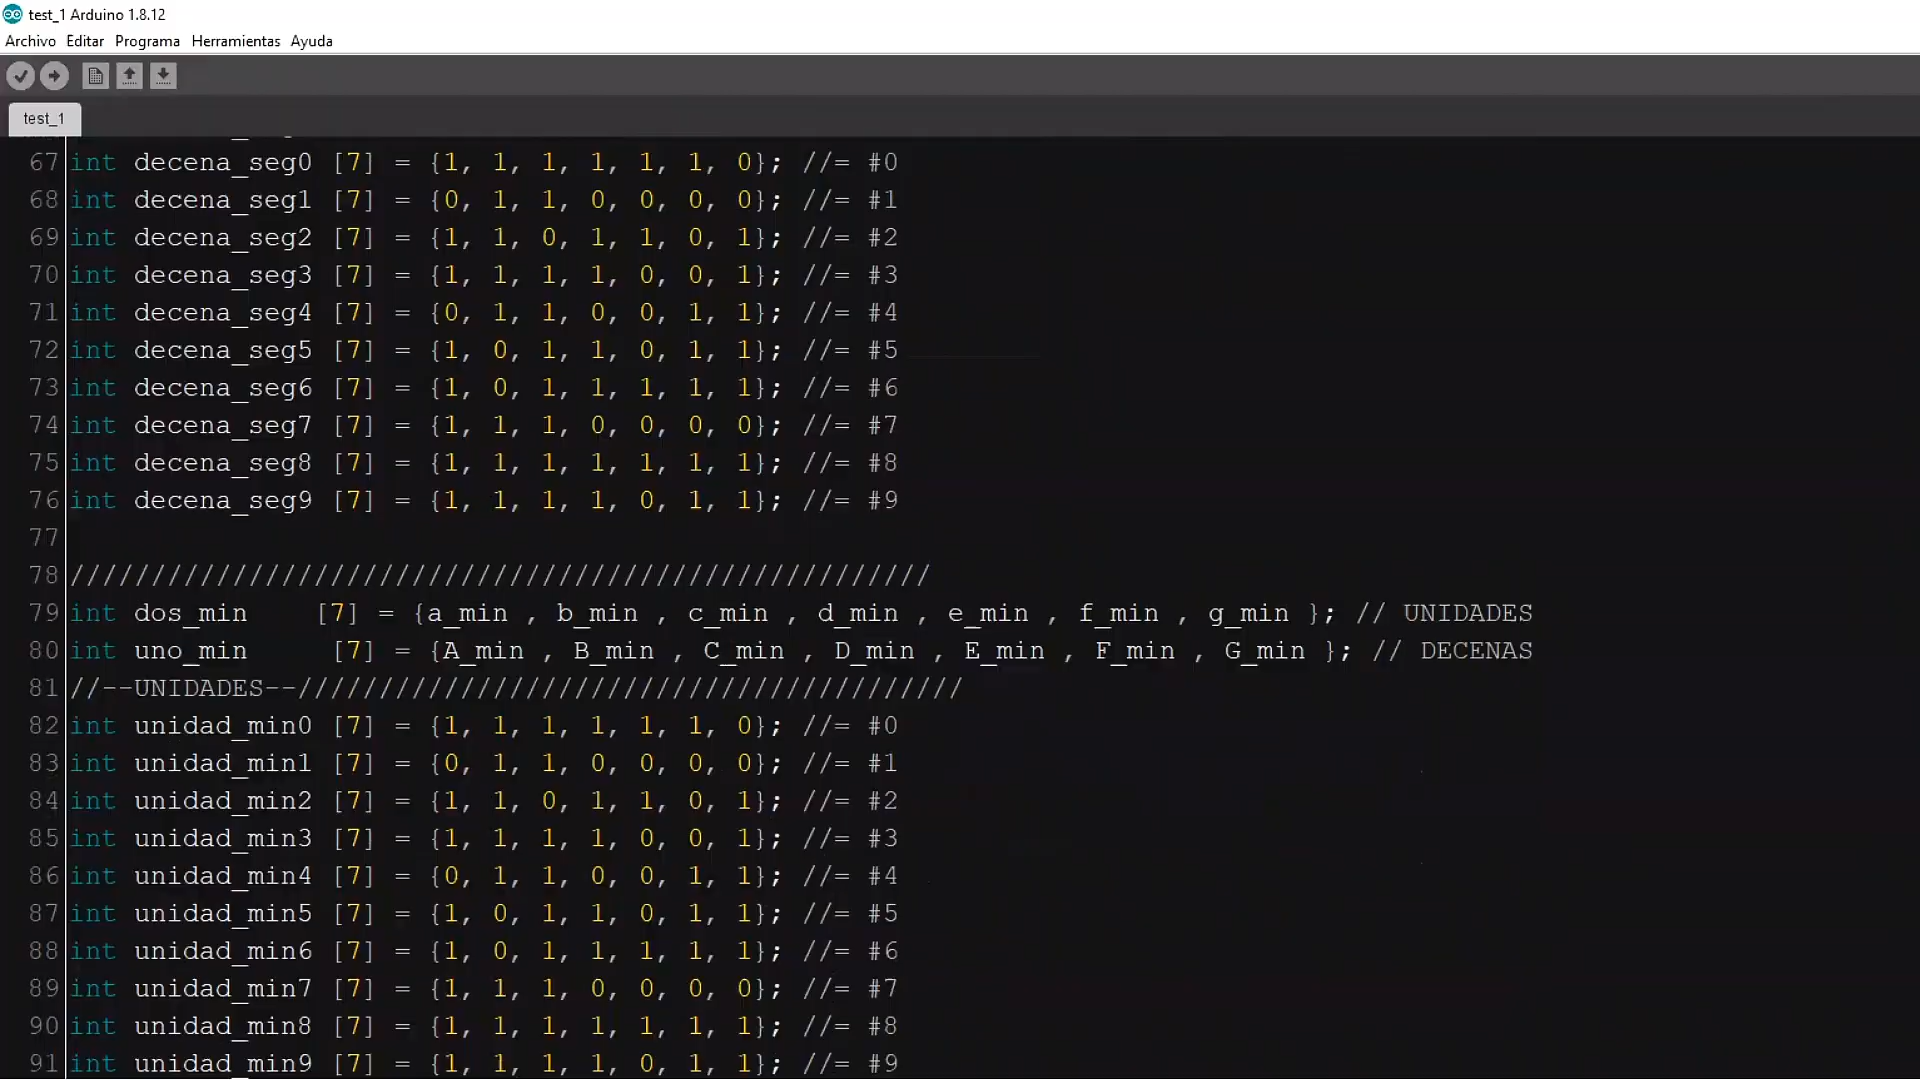 test_1 Arduino 1.8.12
Archivo Editar Programa Herramientas Ayuda
test_1
67 int decena_seg0 [7] = {1, 1, 1, 1, 1, 1, 0}; //= #0
68 int decena_seg1 [7] = {0, 1, 1, 0, 0, 0, 0}; //= #1
69 int decena_seg2 [7] = {1, 1, 0, 1, 1, 0, 1}; //= #2
70 int decena_seg3 [7] = {1, 1, 1, 1, 0, 0, 1}; //= #3
71 int decena_seg4 [7] = {0, 1, 1, 0, 0, 1, 1}; //= #4
72 int decena_seg5 [7] = {1, 0, 1, 1, 0, 1, 1}; //= #5
73 int decena_seg6 [7] = {1, 0, 1, 1, 1, 1, 1}; //= #6
74 int decena_seg7 [7] = {1, 1, 1, 0, 0, 0, 0}; //= #7
75 int decena_seg8 [7] = {1, 1, 1, 1, 1, 1, 1}; //= #8
76 int decena_seg9 [7] = {1, 1, 1, 1, 0, 1, 1}; //= #9
77
78 /////////////////////////////////////////////////////
79 int dos_min [7] = {a_min , b_min , c_min , d_min , e_min , f_min , g_min }; // UNIDADES
80 int uno_min [7] = {A_min , B_min , C_min , D_min , E_min , F_min , G_min }; // DECENAS
81 //--UNIDADES--/////////////////////////////////////////
82 int unidad_min0 [7] = {1, 1, 1, 1, 1, 1, 0}; //= #0
83 int unidad_min1 [7] = {0, 1, 1, 0, 0, 0, 0}; //= #1
84 int unidad_min2 [7] = {1, 1, 0, 1, 1, 0, 1}; //= #2
85 int unidad_min3 [7] = {1, 1, 1, 1, 0, 0, 1}; //= #3
86 int unidad_min4 [7] = {0, 1, 1, 0, 0, 1, 1}; //= #4
87 int unidad_min5 [7] = {1, 0, 1, 1, 0, 1, 1}; //= #5
88 int unidad_min6 [7] = {1, 0, 1, 1, 1, 1, 1}; //= #6
89 int unidad_min7 [7] = {1, 1, 1, 0, 0, 0, 0}; //= #7
90 int unidad_min8 [7] = {1, 1, 1, 1, 1, 1, 1}; //= #8
91 int unidad_min9 [7] = {1, 1, 1, 1, 0, 1, 1}; //= #9